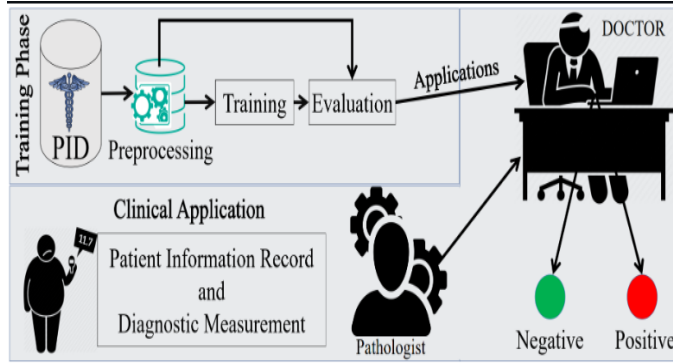 Training Phase
PID
Preprocessing
Training
Evaluation
Applications
DOCTOR
Clinical Application
11.7
Patient Information Record
and
Diagnostic Measurement
Pathologist
Negative
Positive